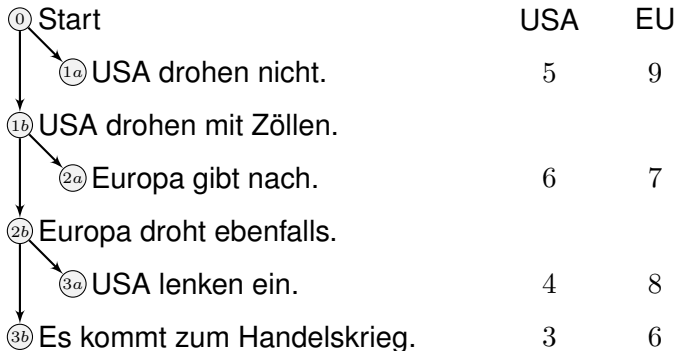 0 Start USA EU
1a USA drohen nicht. 5 9
1b USA drohen mit Zöllen.
2a Europa gibt nach. 6 7
2b Europa droht ebenfalls.
3a USA lenken ein. 4 8
3b Es kommt zum Handelskrieg. 3 6